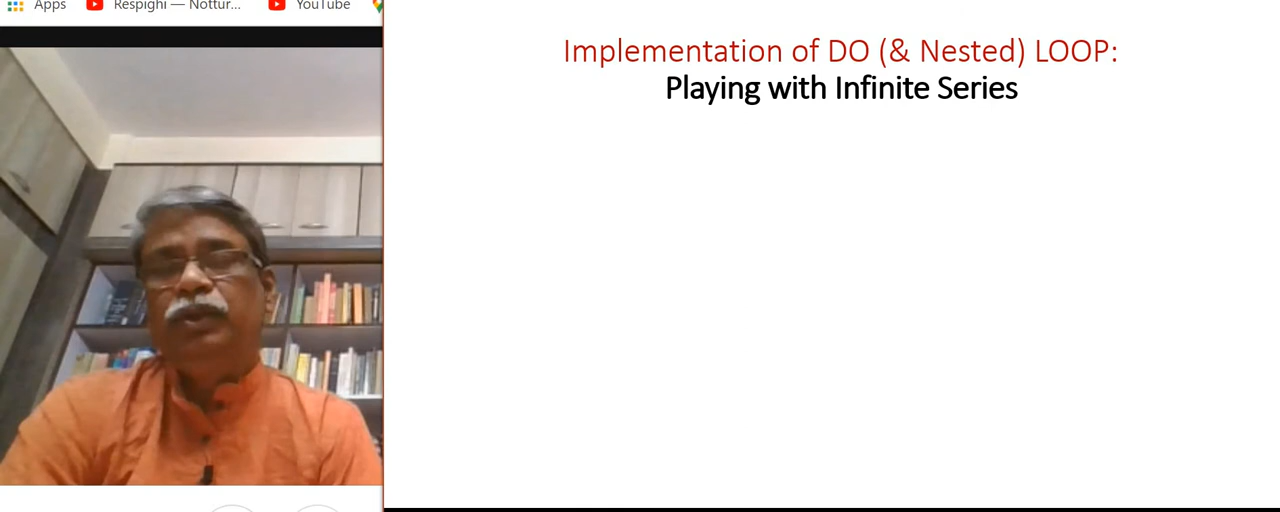 Apps Respighi — Nottur... YouTube
Implementation of DO (& Nested) LOOP:
Playing with Infinite Series